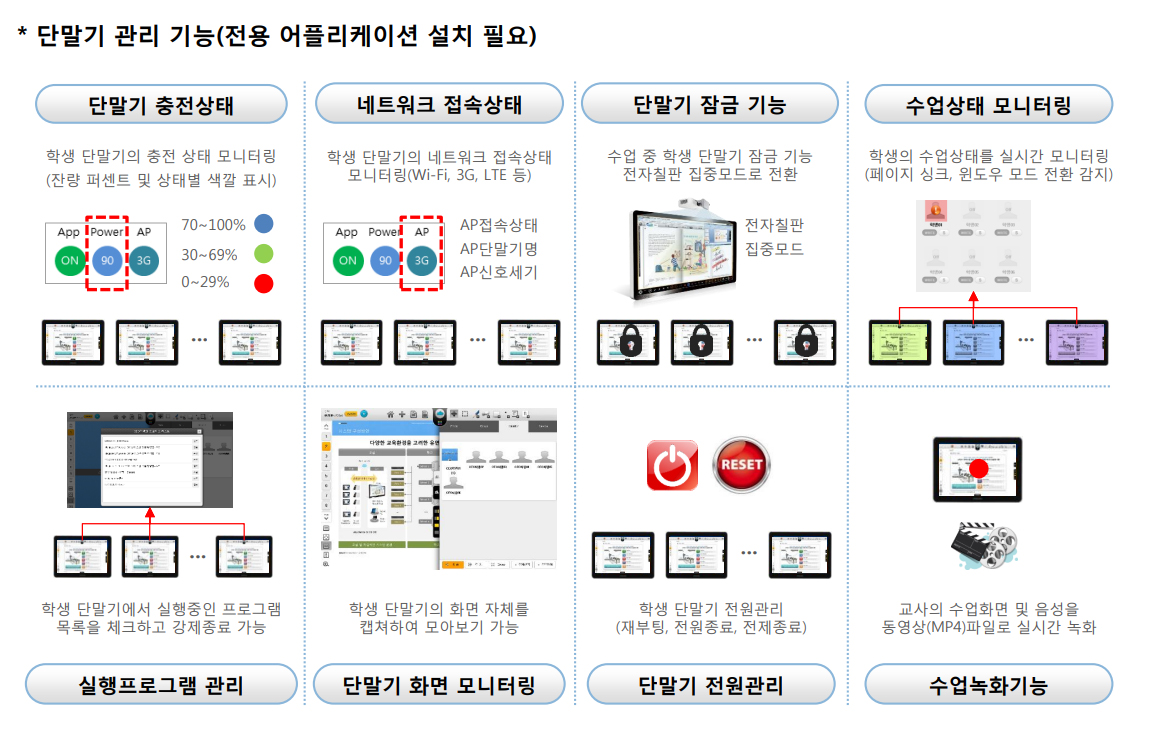 * 단말기 관리 기능(전용 어플리케이션 설치 필요)
단말기 충전상태
학생 단말기의 충전 상태 모니터링
(잔량 퍼센트 및 상태별 색깔 표시)
App Power AP
ON 90 3G
70~100%
30~69%
0~29%
네트워크 접속상태
학생 단말기의 네트워크 접속상태
모니터링(Wi-Fi, 3G, LTE 등)
App Power AP
ON 90 3G
AP접속상태
AP단말기명
AP신호세기
단말기 잠금 기능
수업 중 학생 단말기 잠금 기능
전자칠판 집중모드로 전환
전자칠판
집중모드
수업상태 모니터링
학생의 수업상태를 실시간 모니터링
(페이지 싱크, 윈도우 모드 전환 감지)
학생 단말기에서 실행중인 프로그램
목록을 체크하고 강제종료 가능
실행프로그램 관리
다양한 교육환경을 고려한 유연
학생 단말기의 화면 자체를
캡쳐하여 모아보기 가능
단말기 화면 모니터링
RESET
학생 단말기 전원관리
(재부팅, 전원종료, 전제종료)
단말기 전원관리
교사의 수업화면 및 음성을
동영상(MP4)파일로 실시간 녹화
수업녹화기능